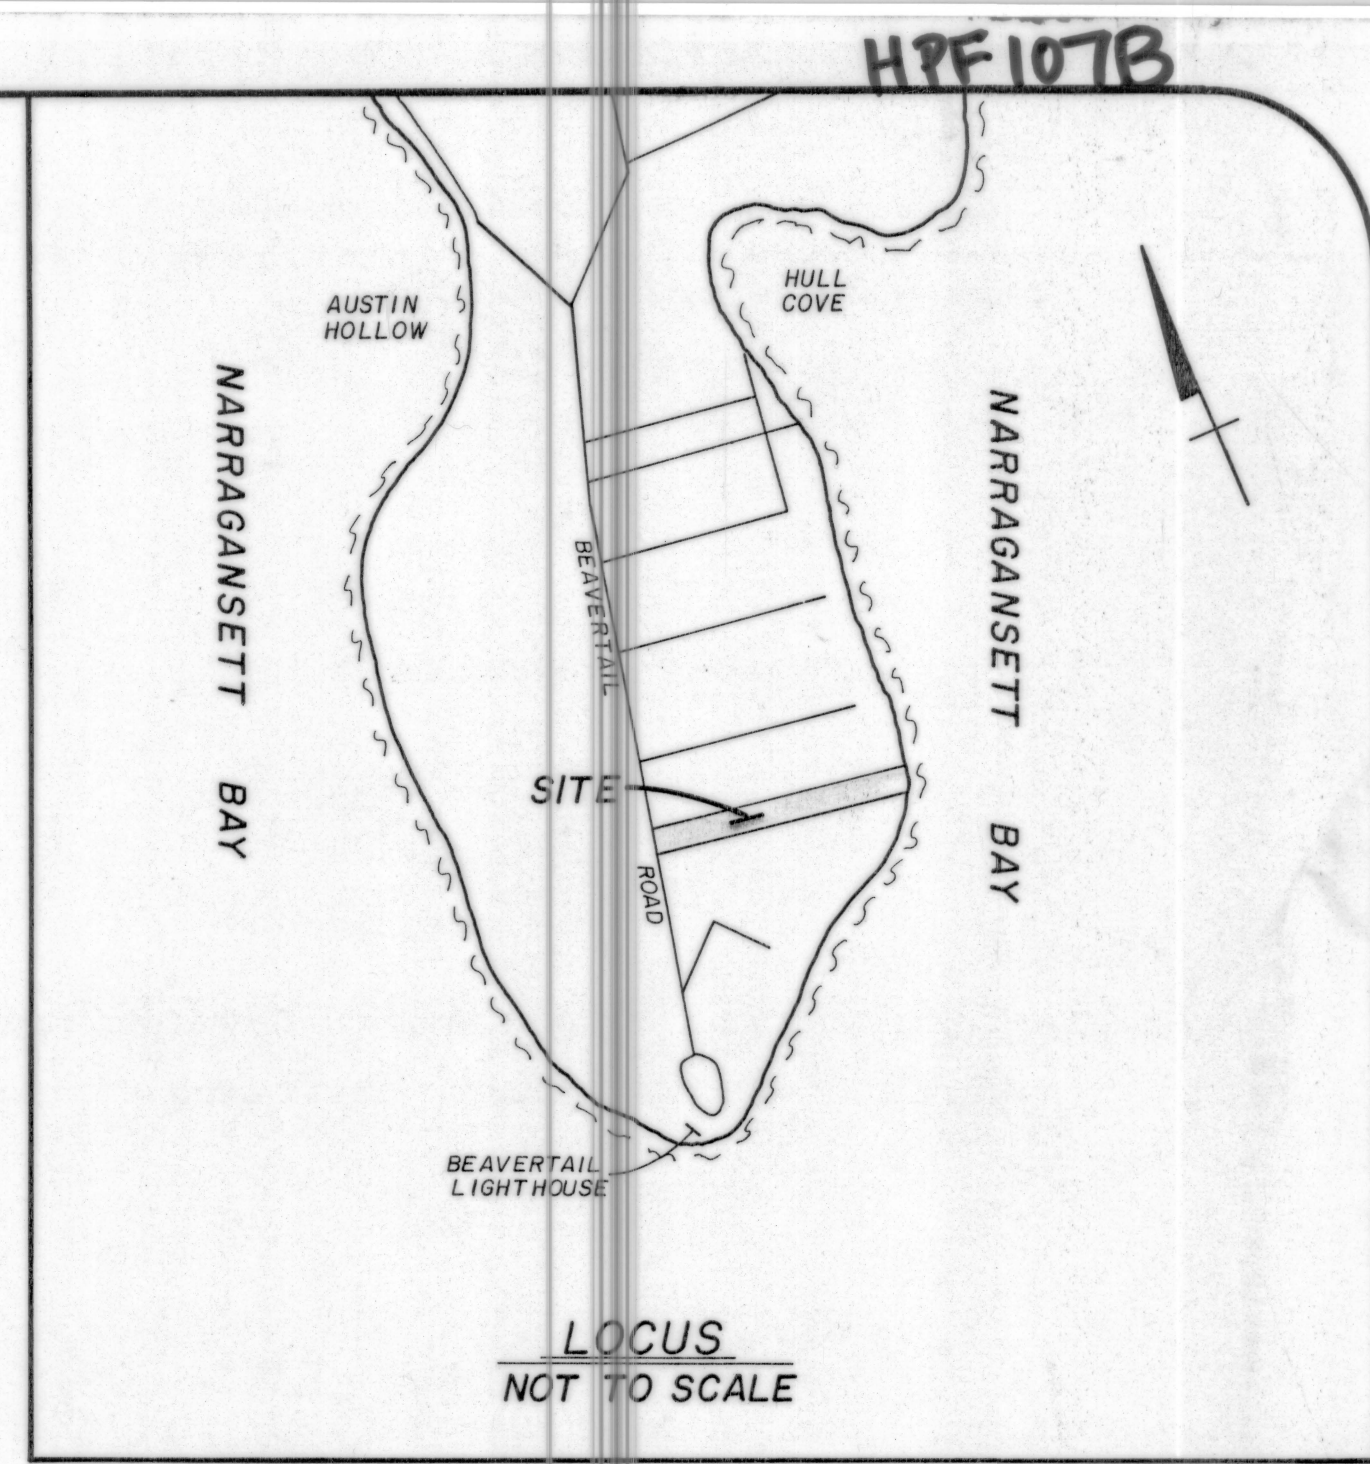 HPF107B
HULL
COVE
AUSTIN
HOLLOW
NARRAGANSETT BAY
NARRAGANSETT BAY
BEAVERTAIL ROAD
SITE
BEAVERTAIL
LIGHTHOUSE
LOCUS
NOT TO SCALE